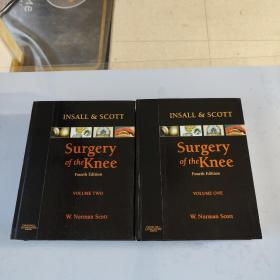 INSALL & SCOTT
Surgery
of the Knee
Fourth Edition
VOLUME TWO
W. Norman Scott
INSALL & SCOTT
Surgery
of the Knee
Fourth Edition
VOLUME ONE
W. Norman Scott